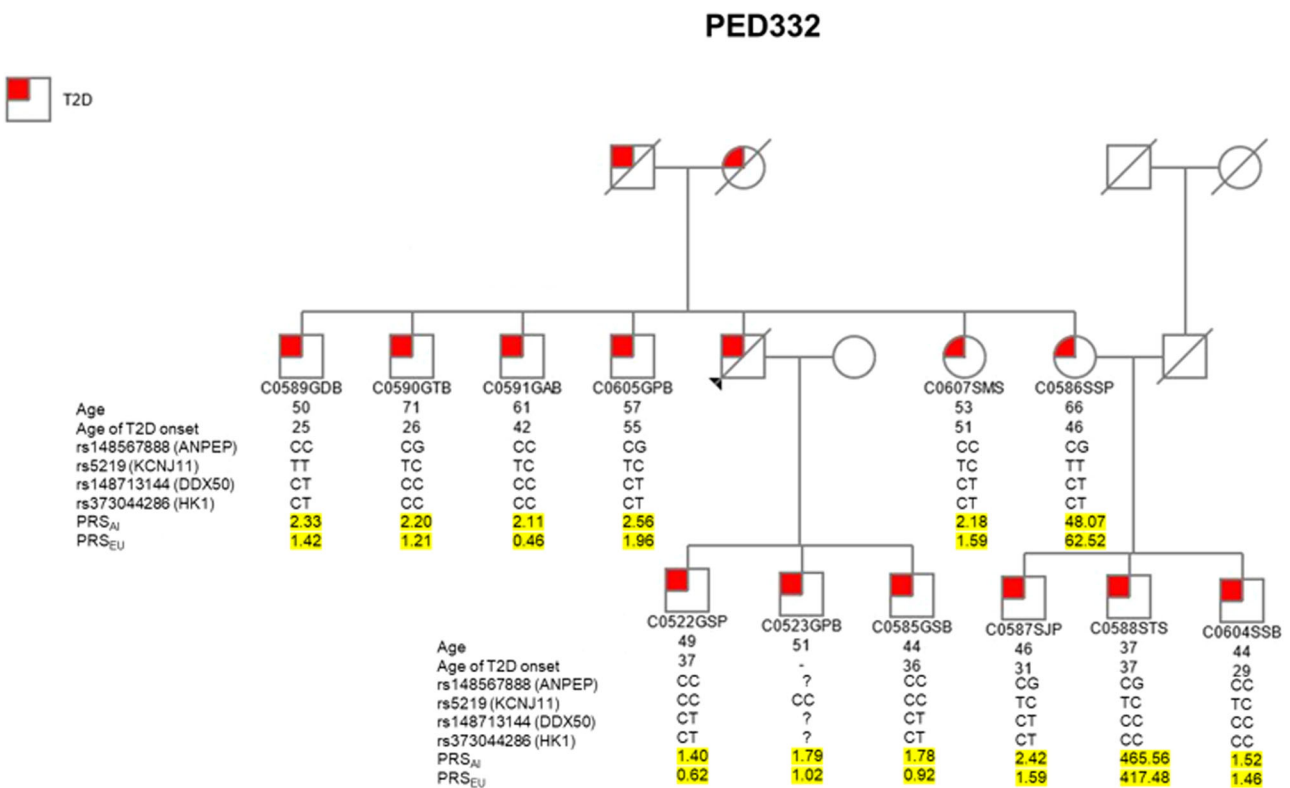 PED332
T2D
C0589GDB C0590GTB C0591GAB C0605GPB C0607SMS C0586SSP
Age 50 71 61 57 53 66
Age of T2D onset 25 26 42 55 51 46
rs148567888 (ANPEP) CC CG CC CG CC CG
rs5219 (KCNJ11) TT TC TC TC TC TT
rs148713144 (DDX50) CT CC CC CT CT CT
rs373044286 (HK1) CT CC CC CT CT CT
PRSAI 2.33 2.20 2.11 2.56 2.18 48.07
PRSEU 1.42 1.21 0.46 1.96 1.59 62.52
C0522GSP C0523GPB C0585GSB C0587SJP C0588STS C0604SSB
Age 49 51 44 46 37 44
Age of T2D onset 37 - 36 31 37 29
rs148567888 (ANPEP) CC ? CC CG CG CC
rs5219 (KCNJ11) CC CC CC TC TC TC
rs148713144 (DDX50) CT ? CT CT CC CC
rs373044286 (HK1) CT ? CT CT CC CC
PRSAI 1.40 1.79 1.78 2.42 465.56 1.52
PRSEU 0.62 1.02 0.92 1.59 417.48 1.46